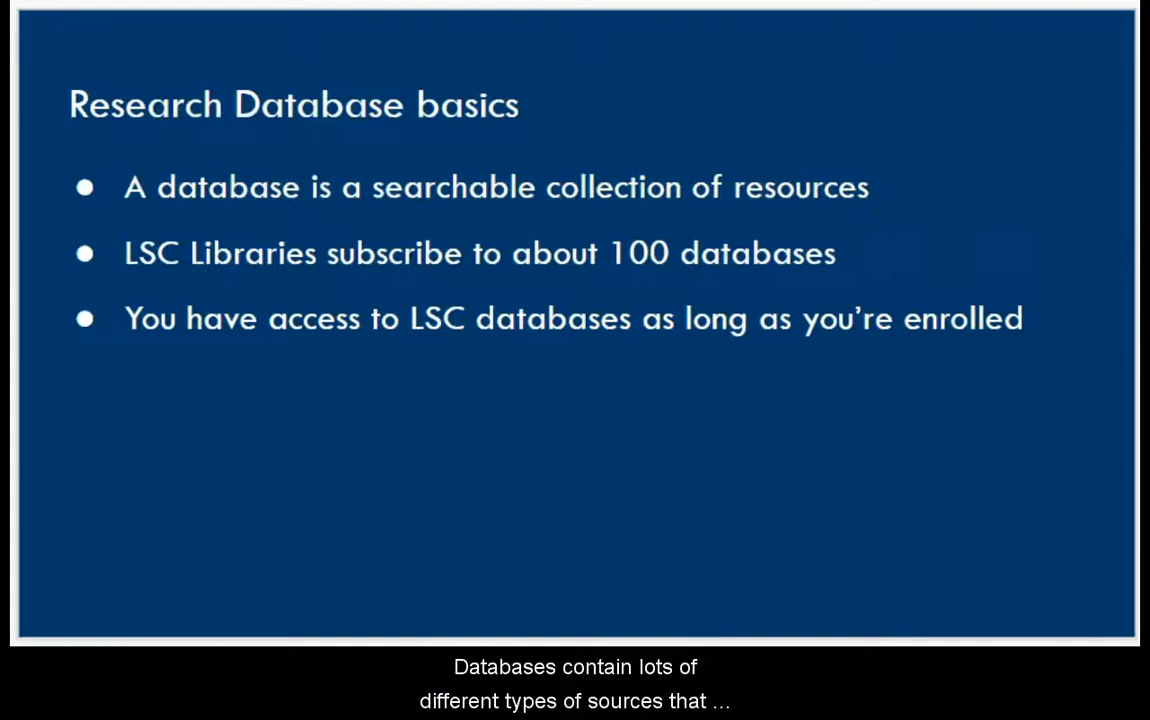 Research Database basics
● A database is a searchable collection of resources
● LSC Libraries subscribe to about 100 databases
● You have access to LSC databases as long as you're enrolled
Databases contain lots of
different types of sources that ...